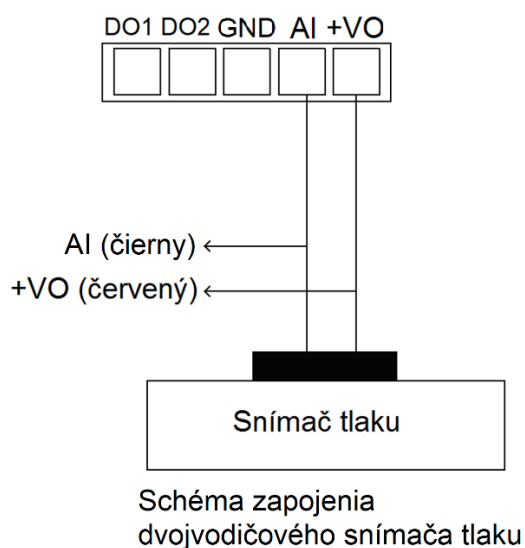 DO1 DO2 GND AI +VO
AI (čierny)
+VO (červený)
Snímač tlaku
Schéma zapojenia
dvojvodičového snímača tlaku